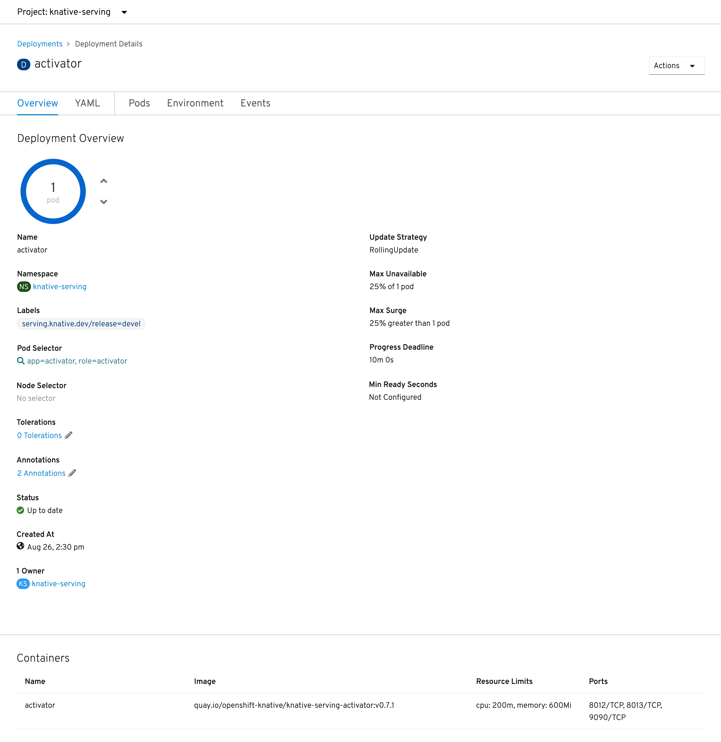 Project: knative-serving
Deployments > Deployment Details
D activator
Actions
Overview YAML Pods Environment Events
Deployment Overview
1
pod
Name
activator
Namespace
NS knative-serving
Labels
serving.knative.dev/release=devel
Pod Selector
app=activator, role=activator
Node Selector
No selector
Tolerations
0 Tolerations
Annotations
2 Annotations
Status
Up to date
Created At
Aug 26, 2:30 pm
1 Owner
KS knative-serving
Update Strategy
RollingUpdate
Max Unavailable
25% of 1 pod
Max Surge
25% greater than 1 pod
Progress Deadline
10m 0s
Min Ready Seconds
Not Configured
Containers
Name Image Resource Limits Ports
activator quay.io/openshift-knative/knative-serving-activator:v0.7.1 cpu: 200m, memory: 600Mi 8012/TCP, 8013/TCP,
9090/TCP